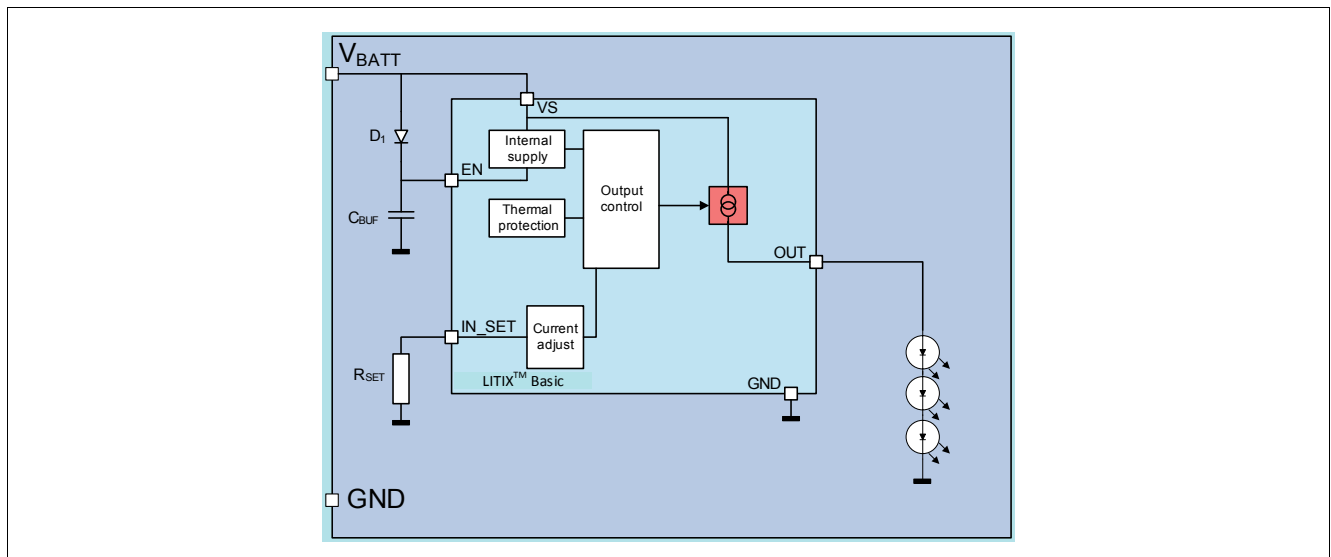 VBATT
VS
D1
Internal
supply
EN
Output
control
CBUF
Thermal
protection
OUT
IN_SET
Current
adjust
RSET
LITIX™ Basic
GND
GND